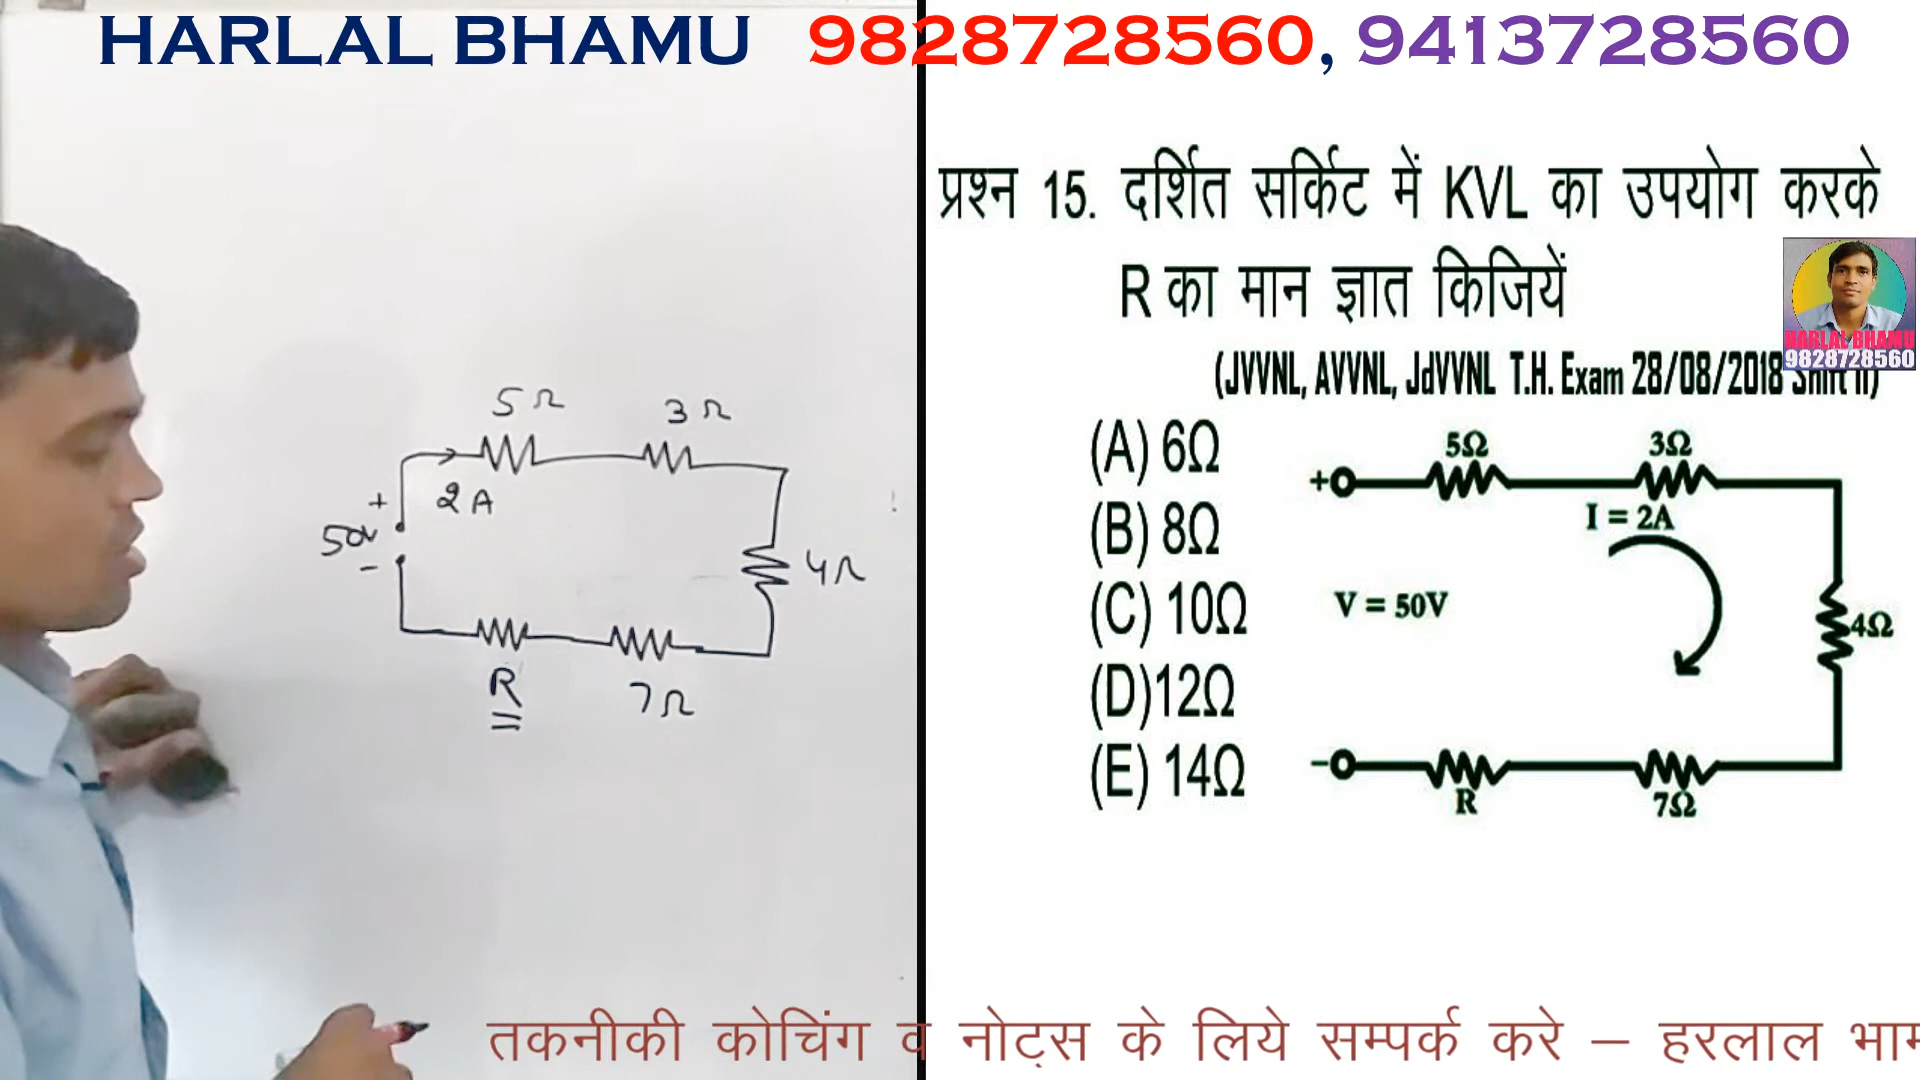 HARLAL BHAMU 9828728560, 9413728560
5Ω
3Ω
+
2A
50V
-
4Ω
R
7Ω
प्रश्न 15. दर्शित सर्किट में KVL का उपयोग करके
R का मान ज्ञात किजियें
HARLAL BHAMU
9828728560
(JVVNL, AVVNL, JdVVNL T.H. Exam 28/08/2018 Shift II)
(A) 6Ω
(B) 8Ω
(C) 10Ω
(D)12Ω
(E) 14Ω
5Ω
3Ω
+
I = 2A
V = 50V
4Ω
-
R
7Ω
तकनीकी कोचिंग व नोट्स के लिये सम्पर्क करे – हरलाल